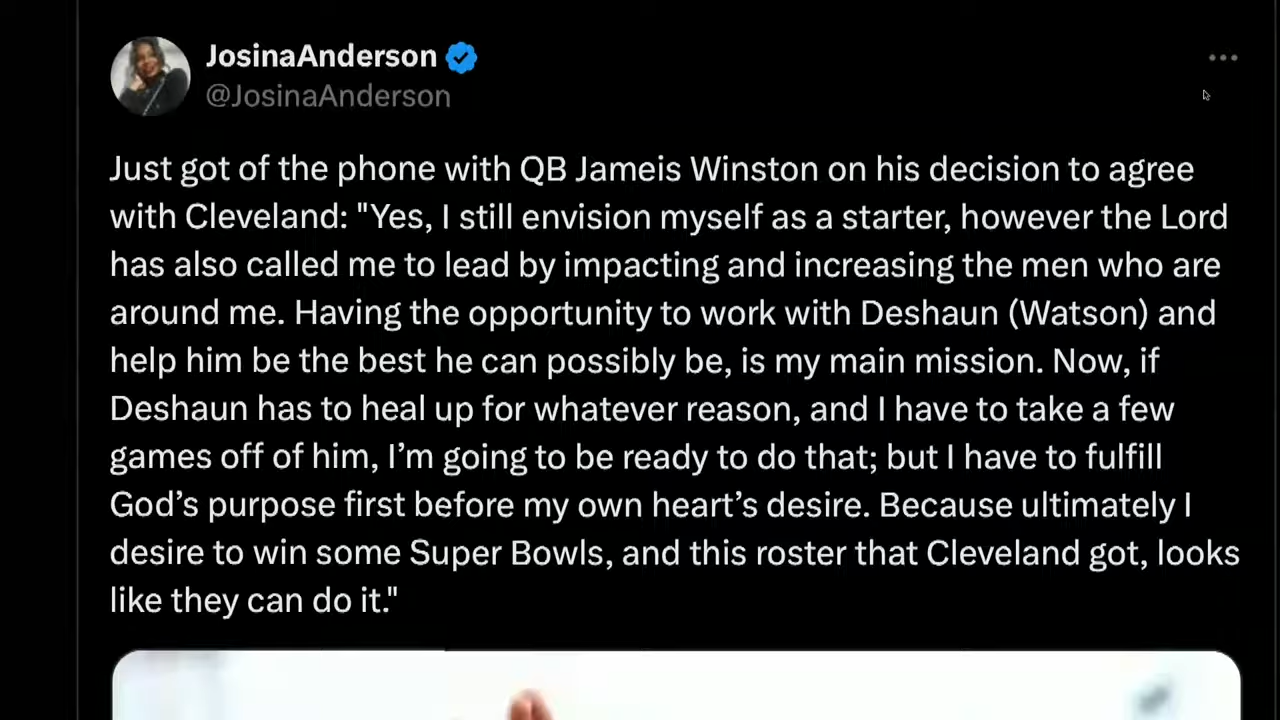 JosinaAnderson
@JosinaAnderson
Just got of the phone with QB Jameis Winston on his decision to agree
with Cleveland: "Yes, I still envision myself as a starter, however the Lord
has also called me to lead by impacting and increasing the men who are
around me. Having the opportunity to work with Deshaun (Watson) and
help him be the best he can possibly be, is my main mission. Now, if
Deshaun has to heal up for whatever reason, and I have to take a few
games off of him, I’m going to be ready to do that; but I have to fulfill
God’s purpose first before my own heart’s desire. Because ultimately I
desire to win some Super Bowls, and this roster that Cleveland got, looks
like they can do it."